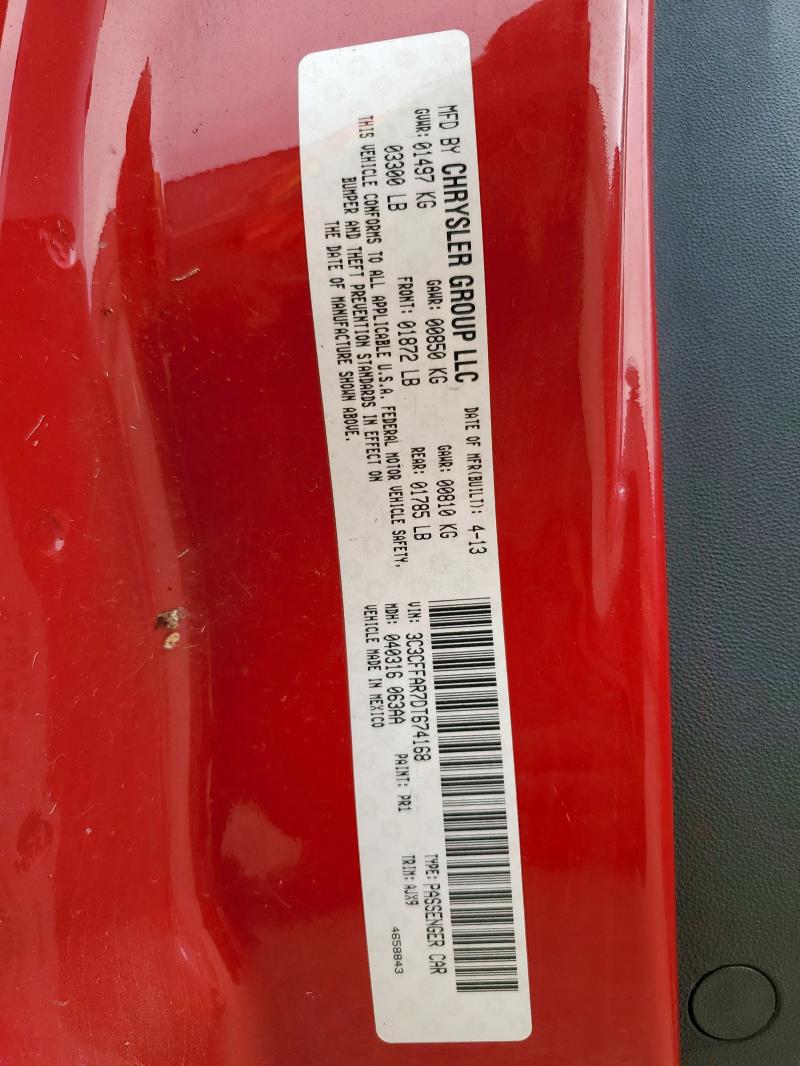 MFD BY CHRYSLER GROUP LLC DATE OF MFR(BUILT): 4-13
GVWR: 01497 KG GAWR: 00850 KG GAWR: 00810 KG
03300 LB FRONT: 01872 LB REAR: 01785 LB
THIS VEHICLE CONFORMS TO ALL APPLICABLE U.S.A. FEDERAL MOTOR VEHICLE SAFETY,
BUMPER AND THEFT PREVENTION STANDARDS IN EFFECT ON
THE DATE OF MANUFACTURE SHOWN ABOVE.
VIN: 3C3CFFAR7DT674168 TYPE: PASSENGER CAR
MDH: 040316 063AA PAINT: PR1 TRIM: AJX9
VEHICLE MADE IN MEXICO 4658843